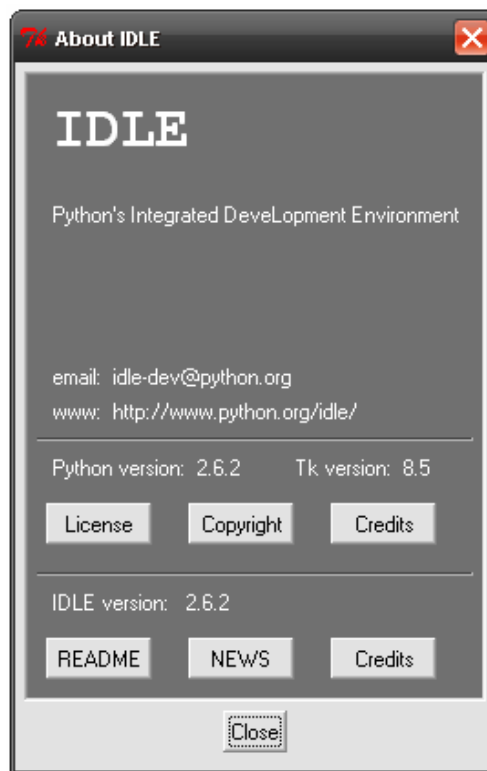 About IDLE
IDLE
Python's Integrated DeveLopment Environment
email: idle-dev@python.org
www: http://www.python.org/idle/
Python version: 2.6.2 Tk version: 8.5
License Copyright Credits
IDLE version: 2.6.2
README NEWS Credits
Close